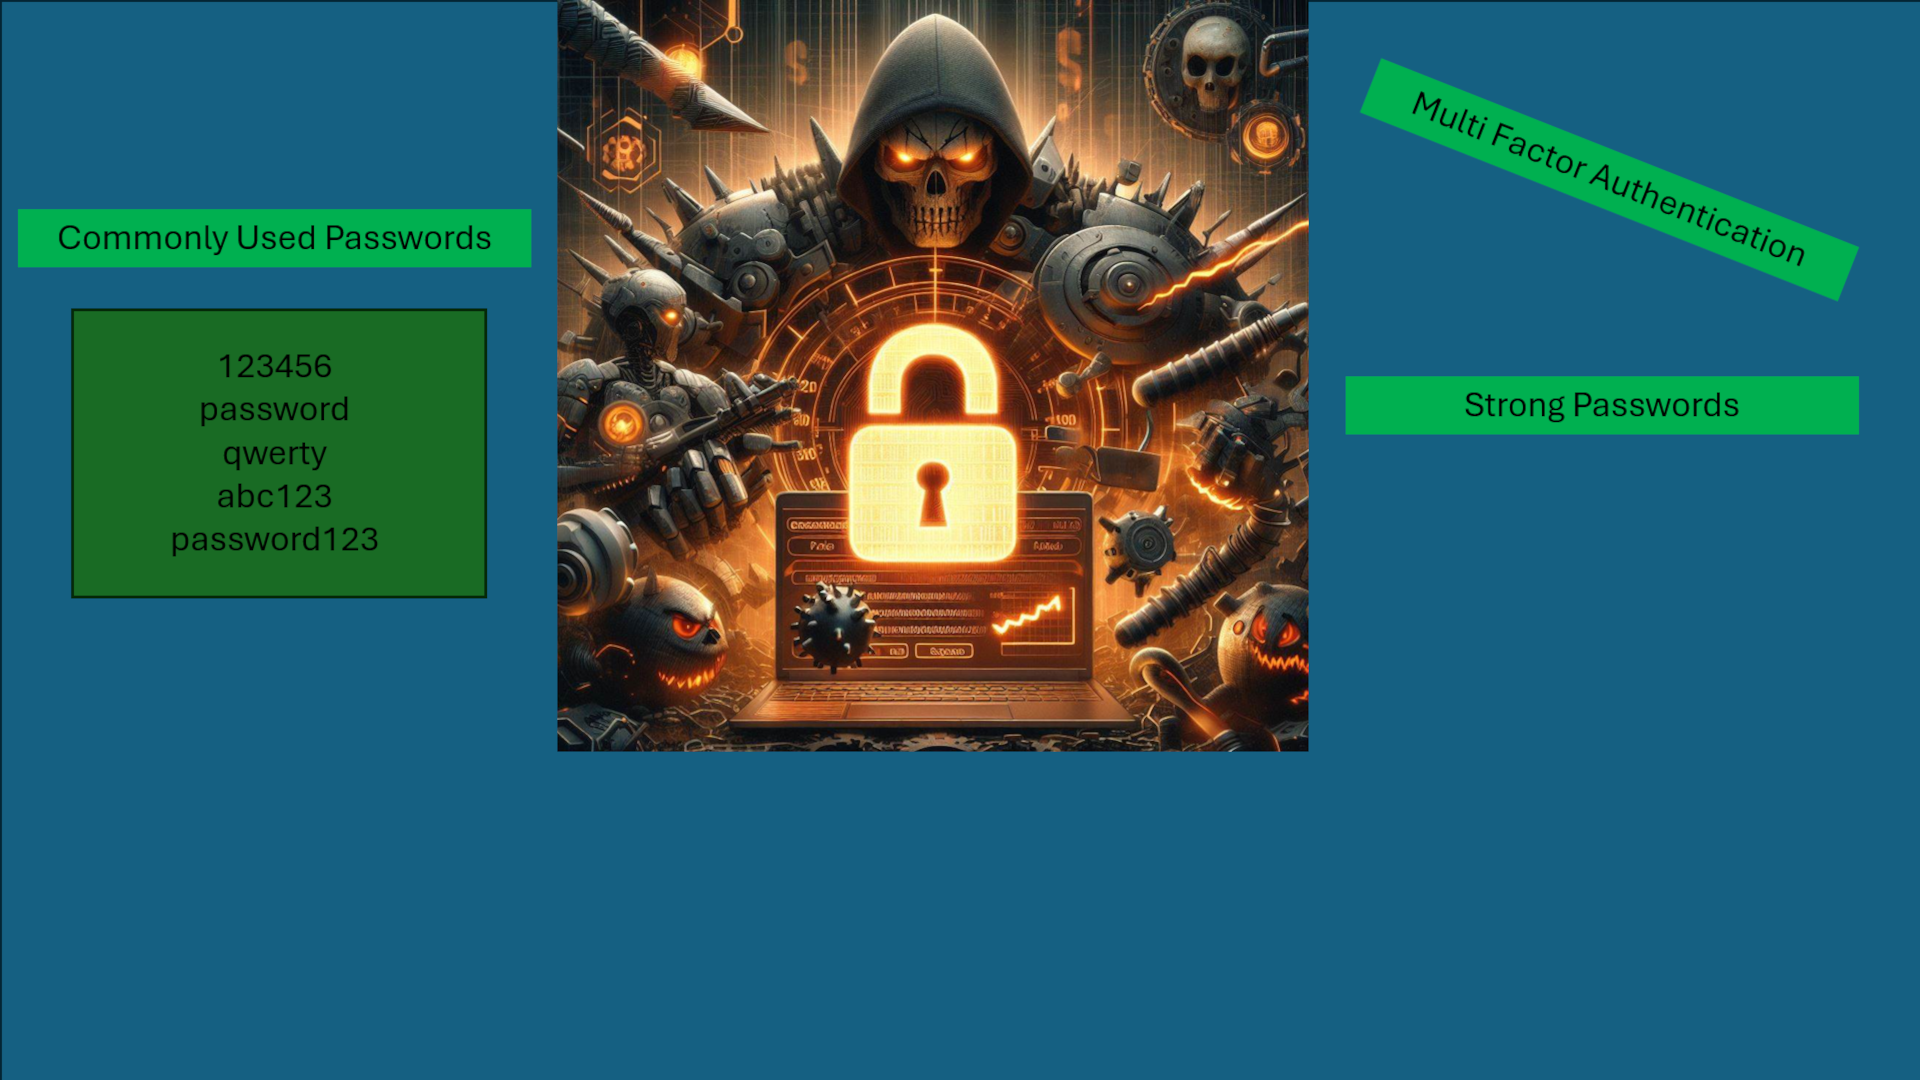 Commonly Used Passwords
123456
password
qwerty
abc123
password123
Multi Factor Authentication
Strong Passwords